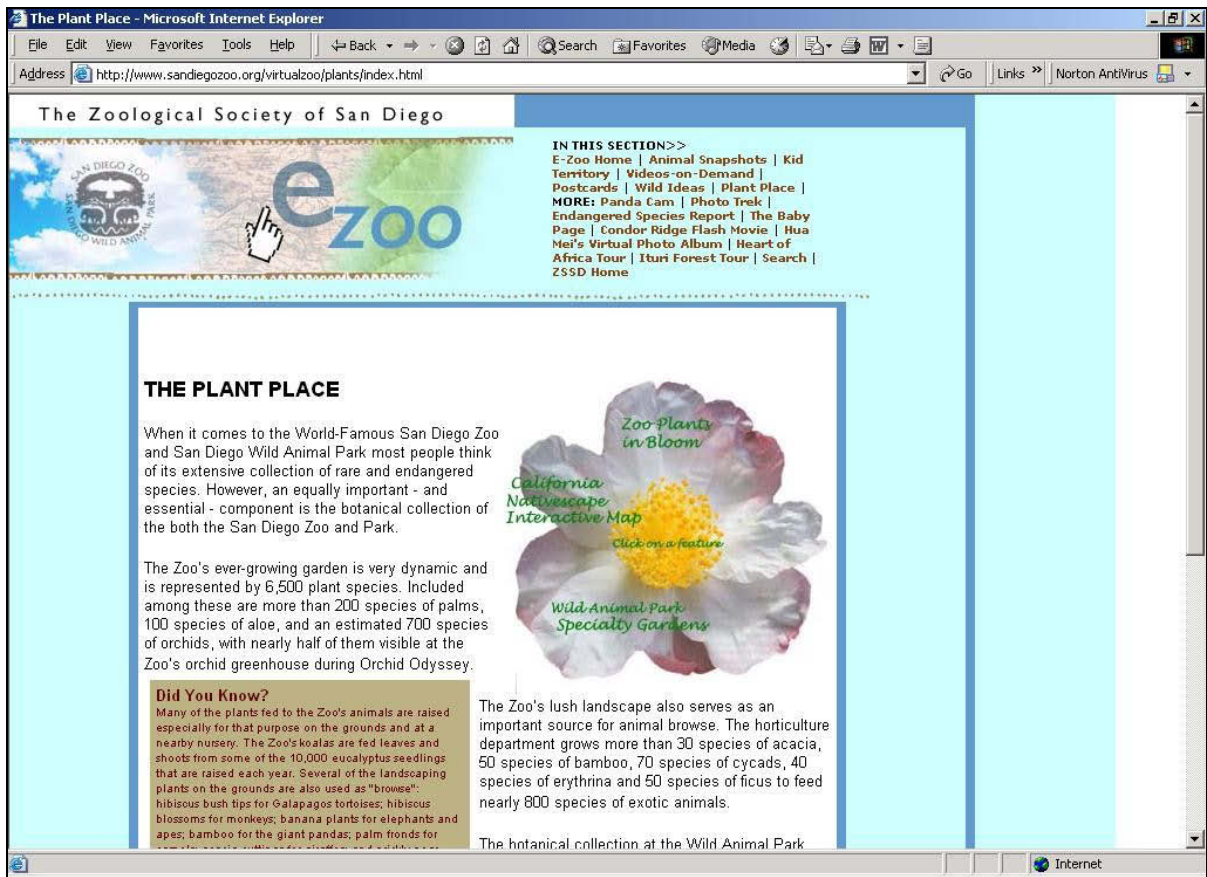 The Plant Place - Microsoft Internet Explorer
File Edit View Favorites Tools Help Back Search Favorites Media
Address http://www.sandiegozoo.org/virtualzoo/plants/index.html Go Links » Norton AntiVirus
The Zoological Society of San Diego
SAN DIEGO ZOO
SAN DIEGO WILD ANIMAL PARK
ezoo
IN THIS SECTION>>
E-Zoo Home | Animal Snapshots | Kid
Territory | Videos-on-Demand |
Postcards | Wild Ideas | Plant Place |
MORE: Panda Cam | Photo Trek |
Endangered Species Report | The Baby
Page | Condor Ridge Flash Movie | Hua
Mei's Virtual Photo Album | Heart of
Africa Tour | Ituri Forest Tour | Search |
ZSSD Home
THE PLANT PLACE
When it comes to the World-Famous San Diego Zoo
and San Diego Wild Animal Park most people think
of its extensive collection of rare and endangered
species. However, an equally important - and
essential - component is the botanical collection of
the both the San Diego Zoo and Park.
The Zoo's ever-growing garden is very dynamic and
is represented by 6,500 plant species. Included
among these are more than 200 species of palms,
100 species of aloe, and an estimated 700 species
of orchids, with nearly half of them visible at the
Zoo's orchid greenhouse during Orchid Odyssey.
Zoo Plants
in Bloom
California
Nativescape
Interactive Map
Click on a feature
Wild Animal Park
Specialty Gardens
Did You Know?
Many of the plants fed to the Zoo's animals are raised
especially for that purpose on the grounds and at a
nearby nursery. The Zoo's koalas are fed leaves and
shoots from some of the 10,000 eucalyptus seedlings
that are raised each year. Several of the landscaping
plants on the grounds are also used as "browse":
hibiscus bush tips for Galapagos tortoises; hibiscus
blossoms for monkeys; banana plants for elephants and
apes; bamboo for the giant pandas; palm fronds for
The Zoo's lush landscape also serves as an
important source for animal browse. The horticulture
department grows more than 30 species of acacia,
50 species of bamboo, 70 species of cycads, 40
species of erythrina and 50 species of ficus to feed
nearly 800 species of exotic animals.
The botanical collection at the Wild Animal Park
Internet